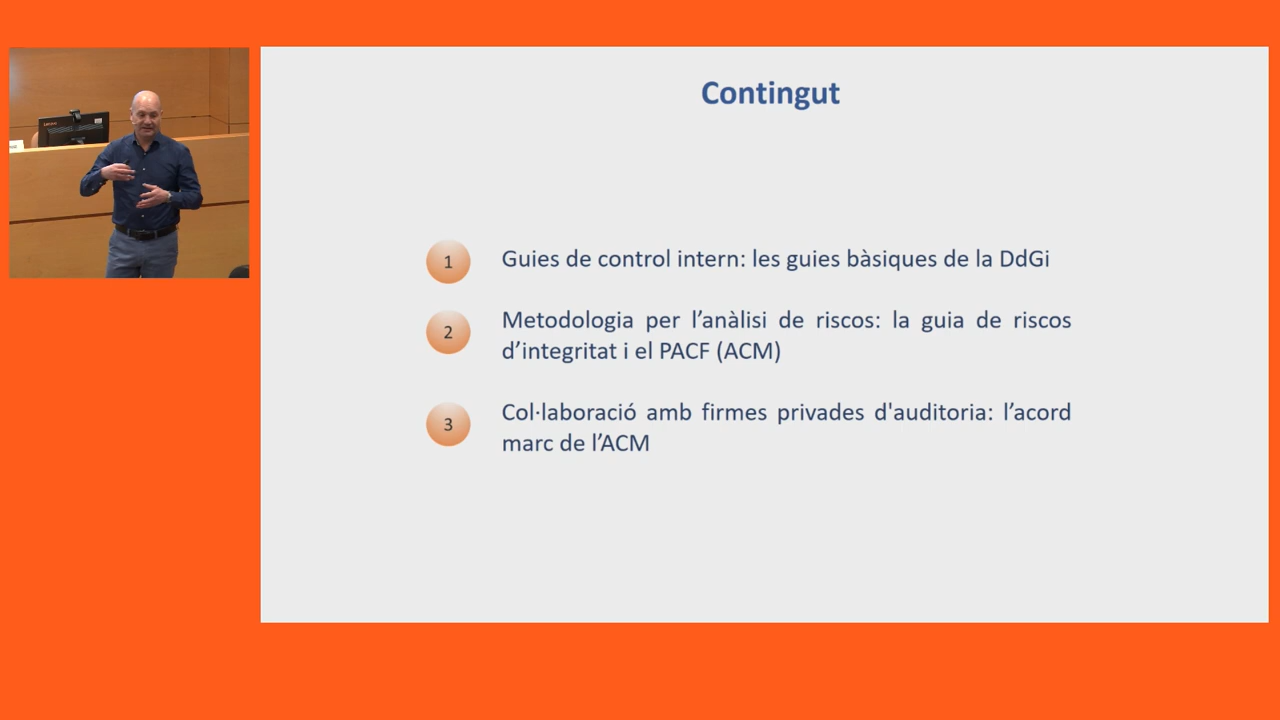 Contingut
1
Guies de control intern: les guies bàsiques de la DdGi
2
Metodologia per l’anàlisi de riscos: la guia de riscos
d’integritat i el PACF (ACM)
3
Col·laboració amb firmes privades d'auditoria: l’acord
marc de l’ACM